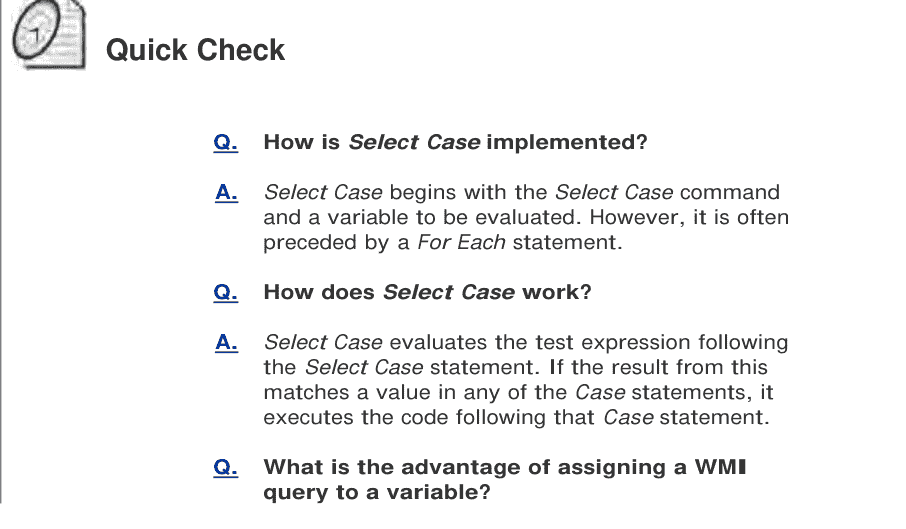 Quick Check
Q. How is Select Case implemented?
A. Select Case begins with the Select Case command
and a variable to be evaluated. However, it is often
preceded by a For Each statement.
Q. How does Select Case work?
A. Select Case evaluates the test expression following
the Select Case statement. If the result from this
matches a value in any of the Case statements, it
executes the code following that Case statement.
Q. What is the advantage of assigning a WMI
query to a variable?